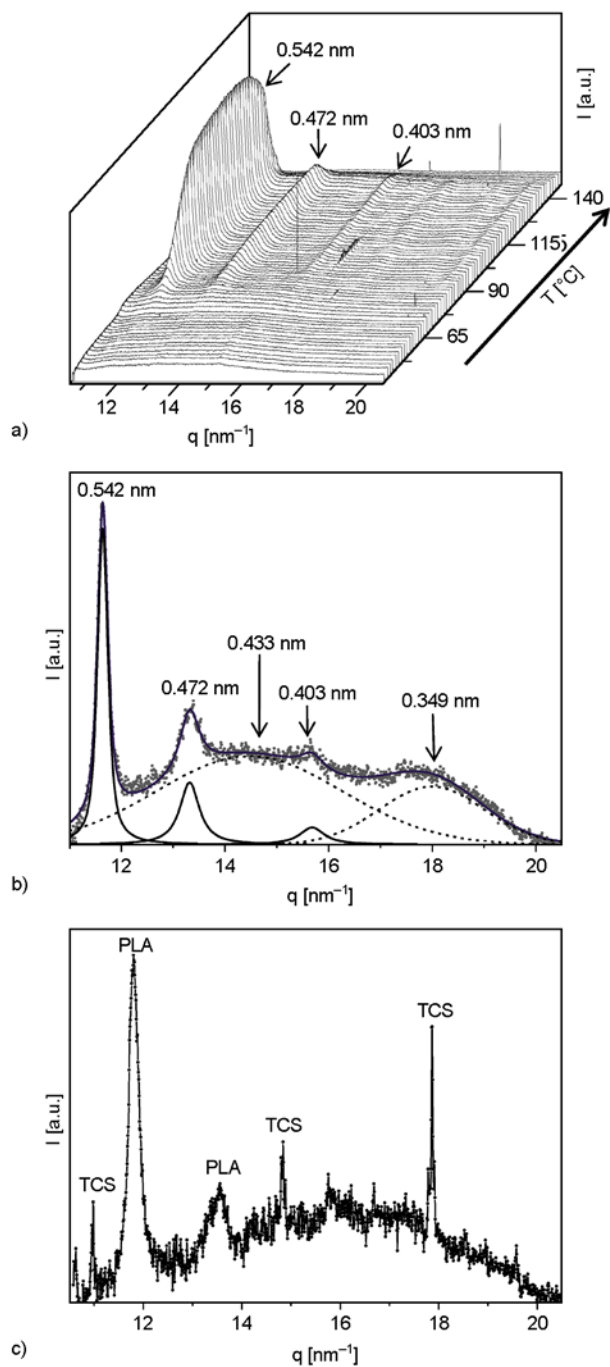 0.542 nm
0.472 nm
0.403 nm
I [a.u.]
140
115
90
65
T [°C]
12 14 16 18 20
q [nm⁻¹]
a)
0.542 nm
0.433 nm
0.472 nm
0.403 nm
0.349 nm
I [a.u.]
12 14 16 18 20
q [nm⁻¹]
b)
PLA
TCS
TCS
PLA
TCS
I [a.u.]
12 14 16 18 20
q [nm⁻¹]
c)